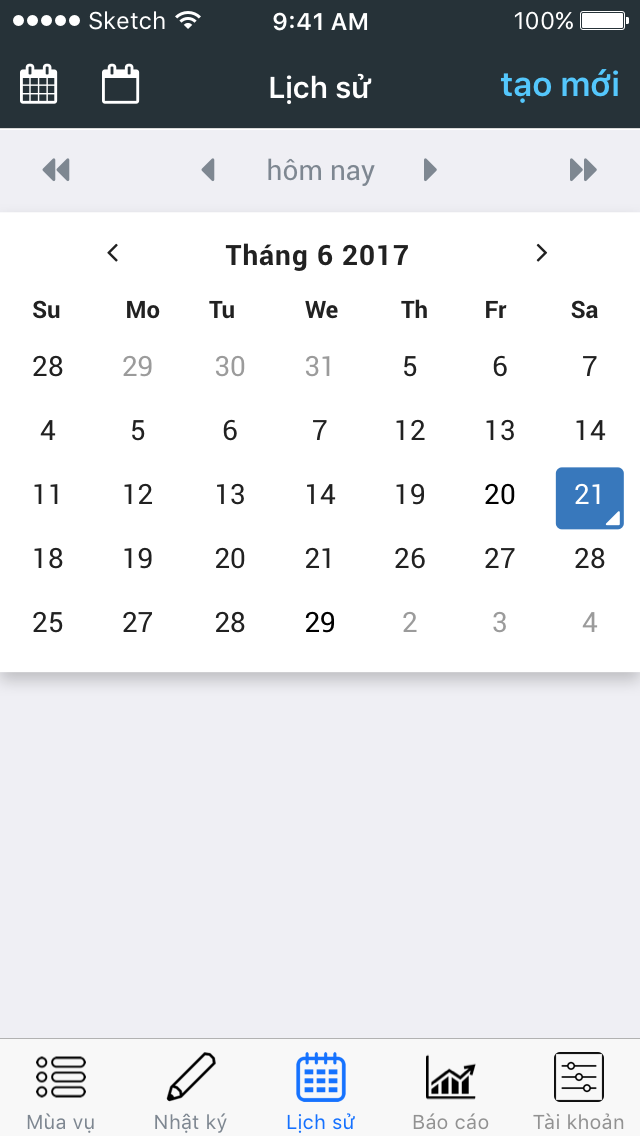 Sketch 9:41 AM 100%
Lịch sử tạo mới
hôm nay
Tháng 6 2017
Su Mo Tu We Th Fr Sa
28 29 30 31 5 6 7
4 5 6 7 12 13 14
11 12 13 14 19 20 21
18 19 20 21 26 27 28
25 27 28 29 2 3 4
Mùa vụ Nhật ký Lịch sử Báo cáo Tài khoản